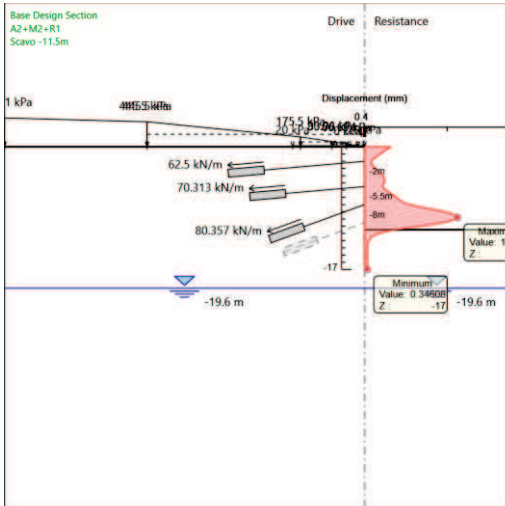 Base Design Section
A2+M2+R1
Scavo -11.5m
Drive
Resistance
Displacement (mm)
0.4
1 kPa
175.5 kPa
20 kPa
62.5 kN/m
70.313 kN/m
80.357 kN/m
-2m
-5.5m
-8m
-17
Maxim
Value: 1
Z :
Minimum
Value: 0.34608
Z : -17
-19.6 m
-19.6 m